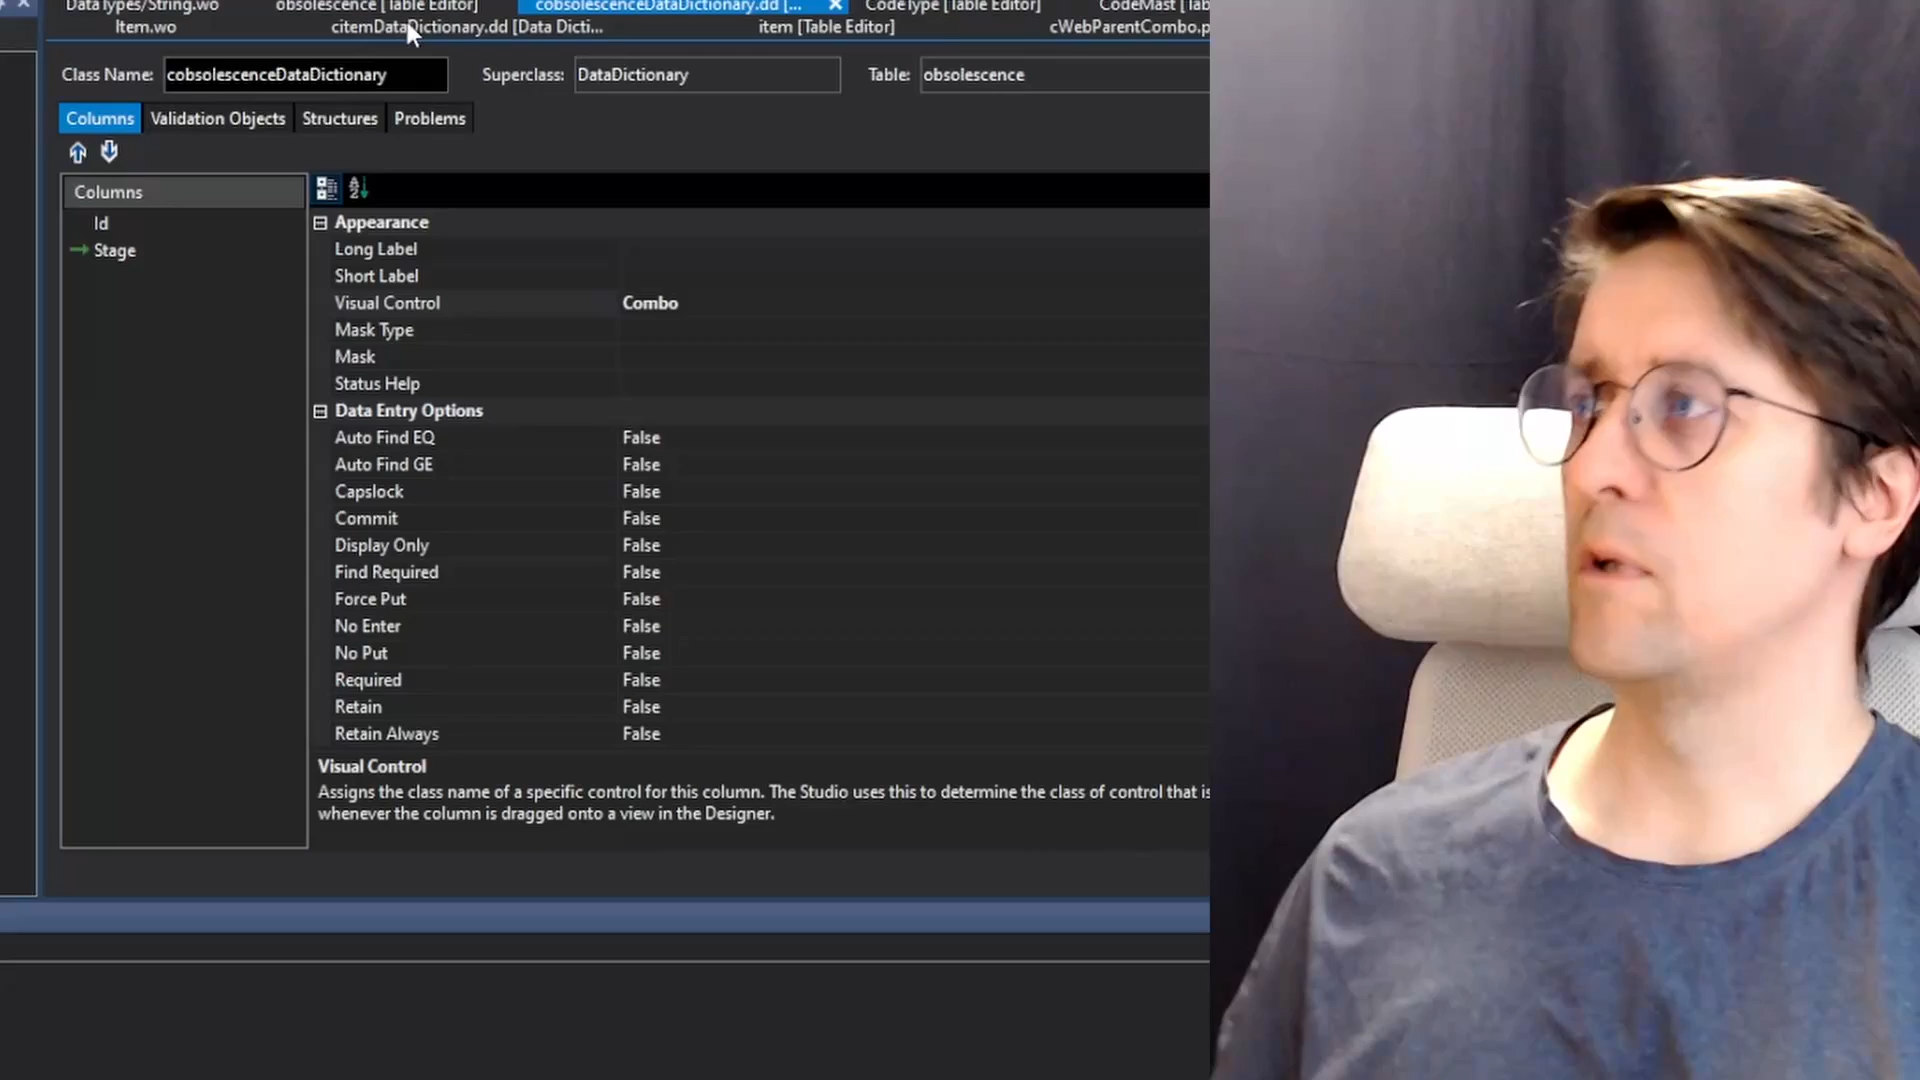 DataTypes/String.wo obsolescence [Table Editor] cobsolescenceDataDictionary.dd [... CodeType [Table Editor] CodeMast [Tab
Item.wo citemDataDictionary.dd [Data Dicti... item [Table Editor] cWebParentCombo.p
Class Name: cobsolescenceDataDictionary Superclass: DataDictionary Table: obsolescence
Columns Validation Objects Structures Problems
Columns
Id
Stage
Appearance
Long Label
Short Label
Visual Control Combo
Mask Type
Mask
Status Help
Data Entry Options
Auto Find EQ False
Auto Find GE False
Capslock False
Commit False
Display Only False
Find Required False
Force Put False
No Enter False
No Put False
Required False
Retain False
Retain Always False
Visual Control
Assigns the class name of a specific control for this column. The Studio uses this to determine the class of control that is
whenever the column is dragged onto a view in the Designer.